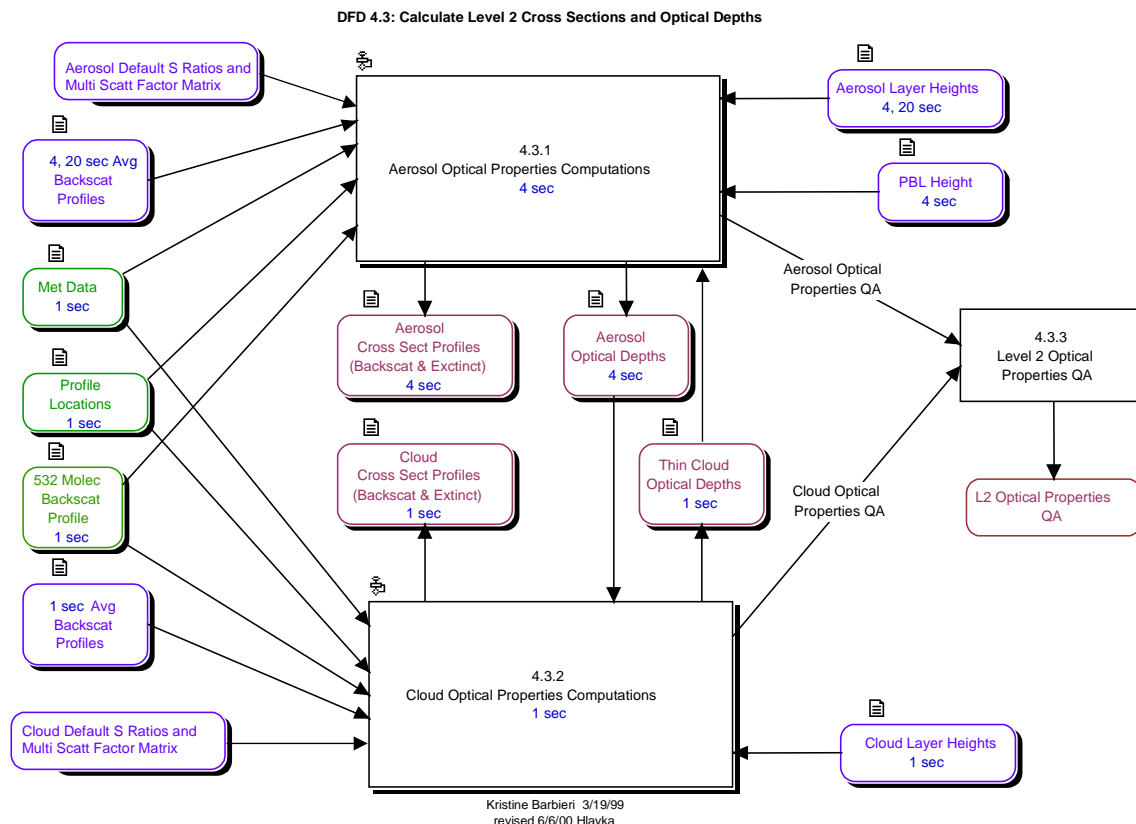 DFD 4.3: Calculate Level 2 Cross Sections and Optical Depths
Aerosol Default S Ratios and
Multi Scatt Factor Matrix
4, 20 sec Avg
Backscat
Profiles
Met Data
1 sec
Profile
Locations
1 sec
532 Molec
Backscat
Profile
1 sec
1 sec Avg
Backscat
Profiles
Cloud Default S Ratios and
Multi Scatt Factor Matrix
4.3.1
Aerosol Optical Properties Computations
4 sec
Aerosol Layer Heights
4, 20 sec
PBL Height
4 sec
Aerosol Optical
Properties QA
Aerosol
Cross Sect Profiles
(Backscat & Exctinct)
4 sec
Aerosol
Optical Depths
4 sec
Cloud
Cross Sect Profiles
(Backscat & Extinct)
1 sec
Thin Cloud
Optical Depths
1 sec
4.3.3
Level 2 Optical
Properties QA
Cloud Optical
Properties QA
L2 Optical Properties
QA
4.3.2
Cloud Optical Properties Computations
1 sec
Cloud Layer Heights
1 sec
Kristine Barbieri 3/19/99
revised 6/6/00 Hlavka